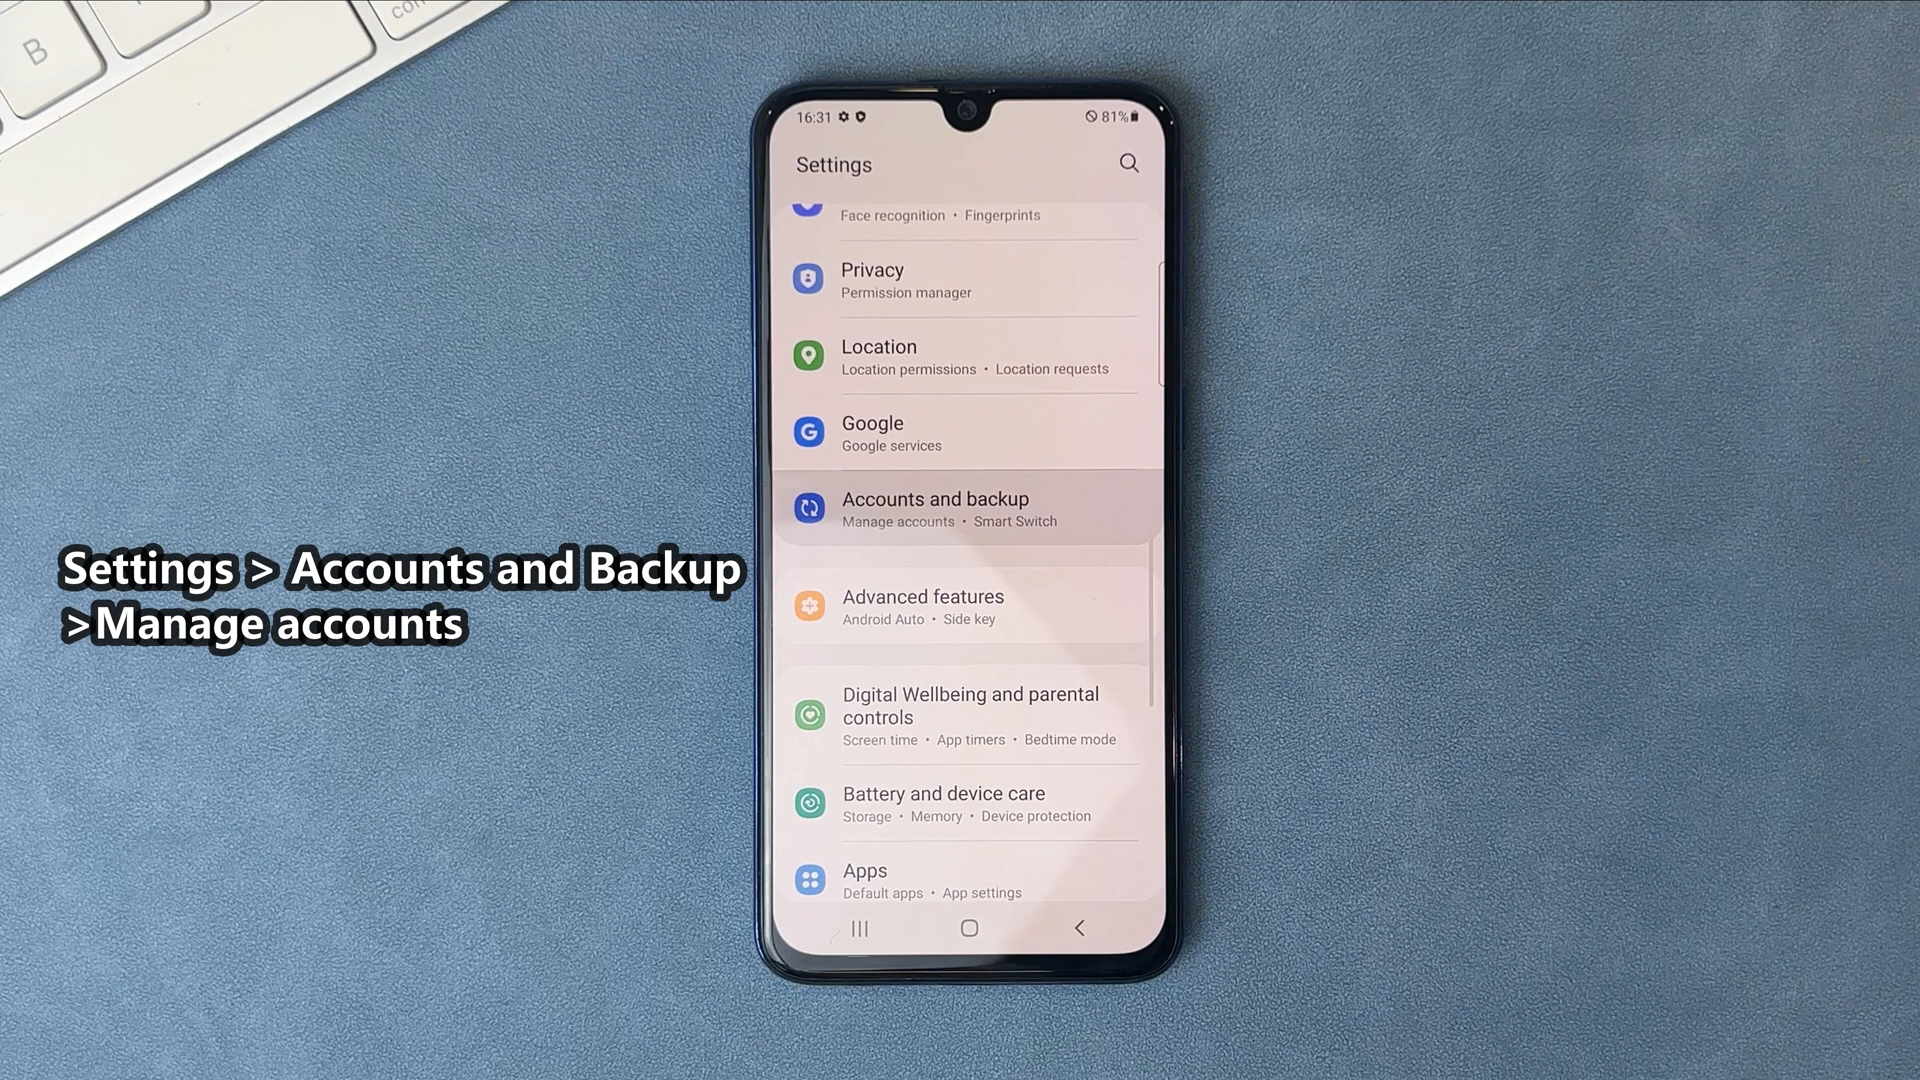 B
con
16:31
81%
Settings
Face recognition • Fingerprints
Privacy
Permission manager
Location
Location permissions • Location requests
Google
Google services
Accounts and backup
Manage accounts • Smart Switch
Settings > Accounts and Backup
>Manage accounts
Advanced features
Android Auto • Side key
Digital Wellbeing and parental
controls
Screen time • App timers • Bedtime mode
Battery and device care
Storage • Memory • Device protection
Apps
Default apps • App settings